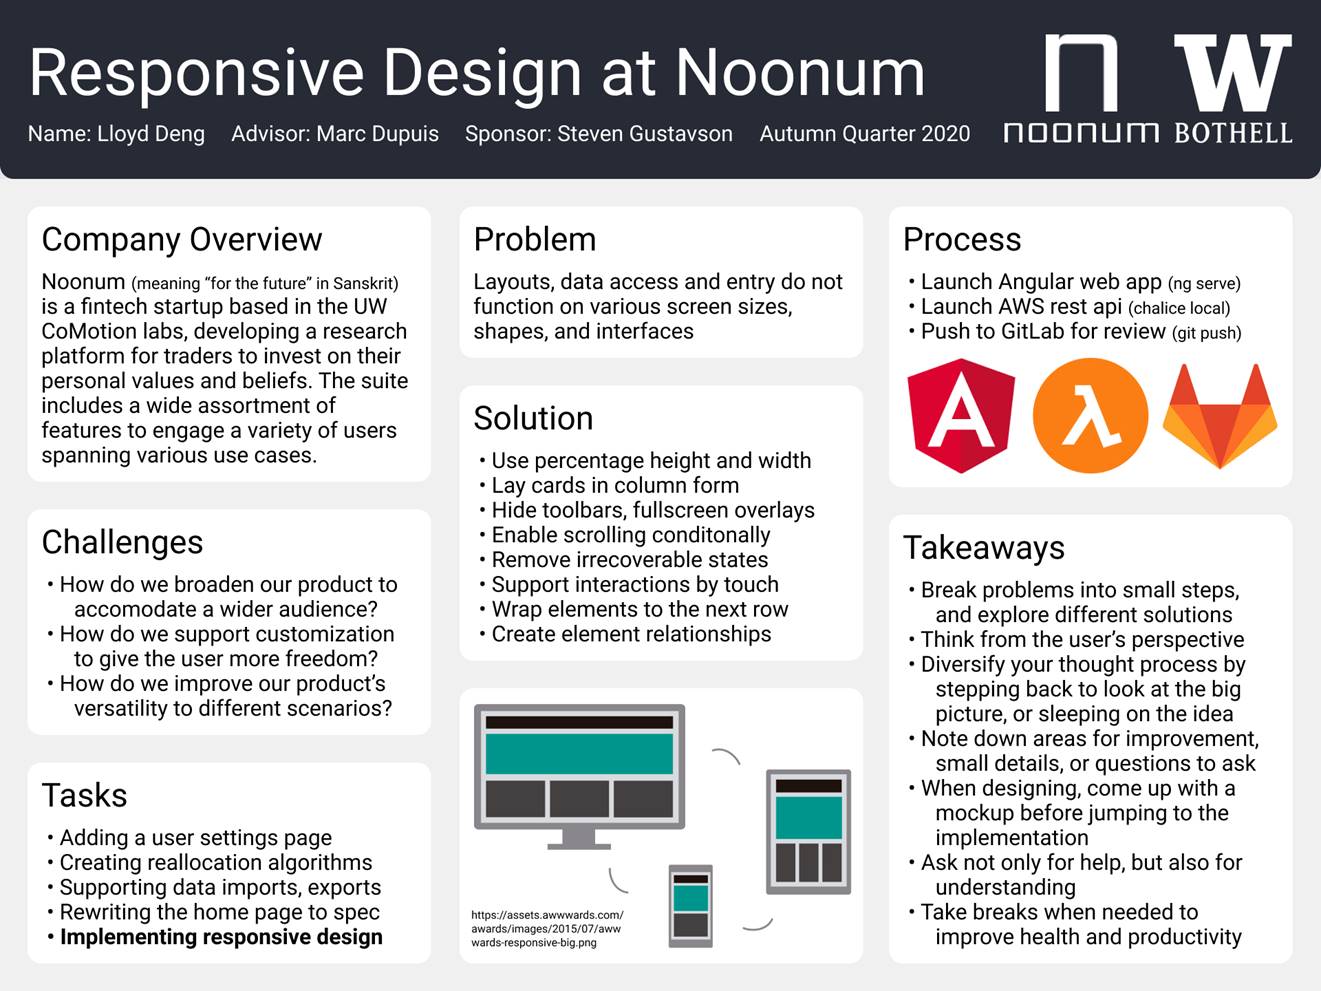 Responsive Design at Noonum
Name: Lloyd Deng Advisor: Marc Dupuis Sponsor: Steven Gustavson Autumn Quarter 2020
n
noonum
W
BOTHELL
Company Overview
Noonum (meaning “for the future” in Sanskrit)
is a fintech startup based in the UW
CoMotion labs, developing a research
platform for traders to invest on their
personal values and beliefs. The suite
includes a wide assortment of
features to engage a variety of users
spanning various use cases.
Challenges
• How do we broaden our product to
accomodate a wider audience?
• How do we support customization
to give the user more freedom?
• How do we improve our product’s
versatility to different scenarios?
Tasks
• Adding a user settings page
• Creating reallocation algorithms
• Supporting data imports, exports
• Rewriting the home page to spec
• Implementing responsive design
Problem
Layouts, data access and entry do not
function on various screen sizes,
shapes, and interfaces
Solution
• Use percentage height and width
• Lay cards in column form
• Hide toolbars, fullscreen overlays
• Enable scrolling conditonally
• Remove irrecoverable states
• Support interactions by touch
• Wrap elements to the next row
• Create element relationships
https://assets.awwwards.com/
awards/images/2015/07/aww
wards-responsive-big.png
Process
• Launch Angular web app (ng serve)
• Launch AWS rest api (chalice local)
• Push to GitLab for review (git push)
A
λ
Takeaways
• Break problems into small steps,
and explore different solutions
• Think from the user’s perspective
• Diversify your thought process by
stepping back to look at the big
picture, or sleeping on the idea
• Note down areas for improvement,
small details, or questions to ask
• When designing, come up with a
mockup before jumping to the
implementation
• Ask not only for help, but also for
understanding
• Take breaks when needed to
improve health and productivity